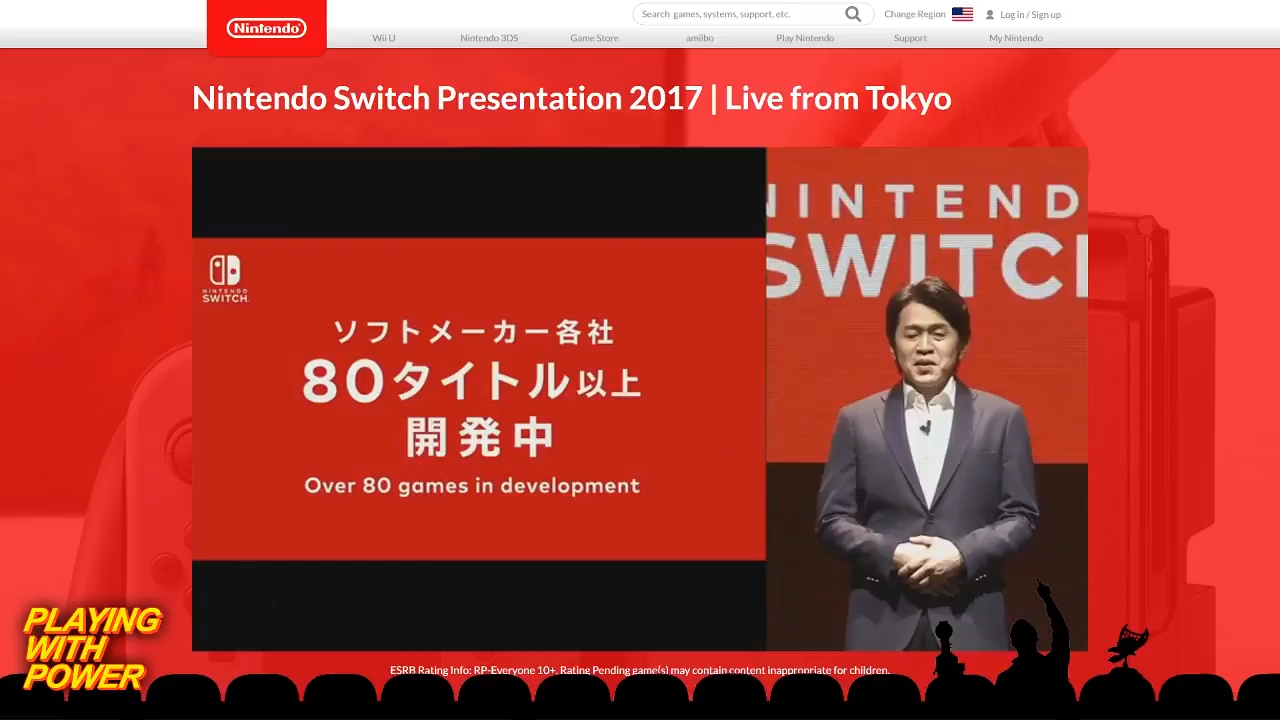 Nintendo
Search games, systems, support, etc.
Change Region
Log in / Sign up
Wii U
Nintendo 3DS
Game Store
amiibo
Play Nintendo
Support
My Nintendo
Nintendo Switch Presentation 2017 | Live from Tokyo
NINTEND
SWITC
NINTENDO
SWITCH
ソフトメーカー各社
80タイトル以上
開発中
Over 80 games in development
PLAYING
WITH
POWER
ESRB Rating Info: RP-Everyone 10+, Rating Pending game(s) may contain content inappropriate for children.